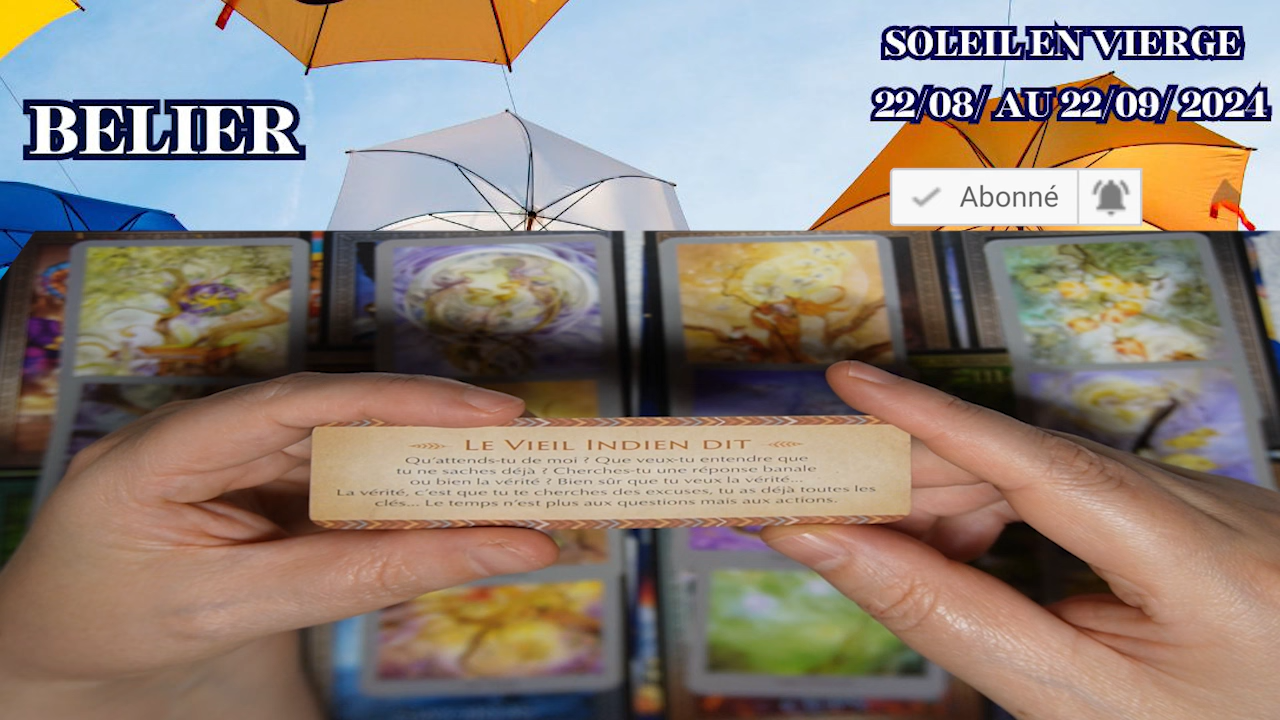 SOLEIL EN VIERGE
22/08/ AU 22/09/ 2024
BELIER
Abonné
LE VIEIL INDIEN DIT
Qu'attends-tu de moi ? Que veux-tu entendre que
tu ne saches déjà ? Cherches-tu une réponse banale
ou bien la vérité ? Bien sûr que tu veux la vérité...
La vérité, c'est que tu te cherches des excuses, tu as déjà toutes les
clés... Le temps n'est plus aux questions mais aux actions.